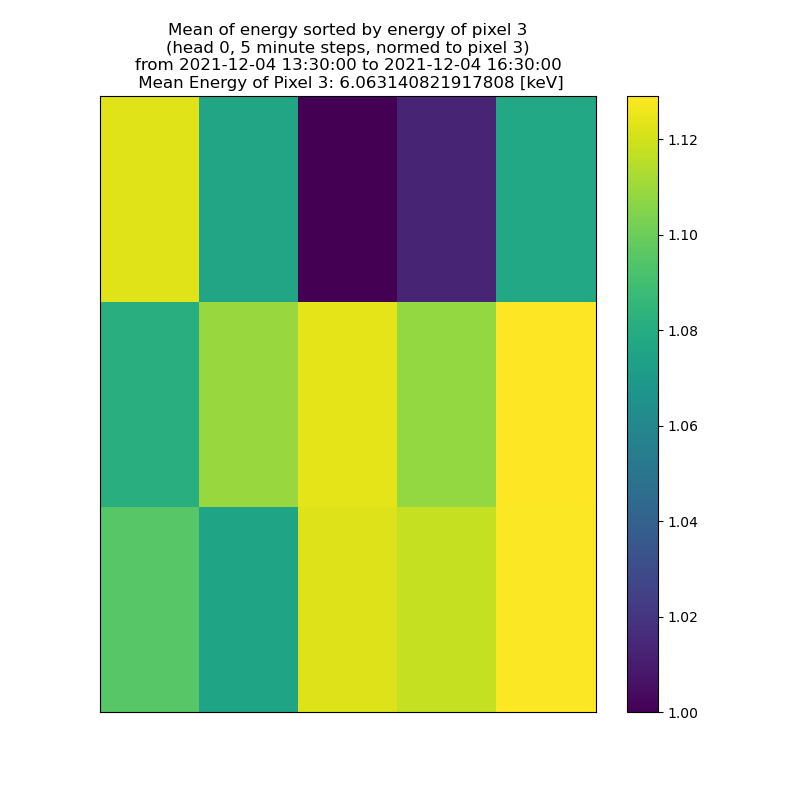 Mean of energy sorted by energy of pixel 3
(head 0, 5 minute steps, normed to pixel 3)
from 2021-12-04 13:30:00 to 2021-12-04 16:30:00
Mean Energy of Pixel 3: 6.063140821917808 [keV]
1.12
1.10
1.08
1.06
1.04
1.02
1.00